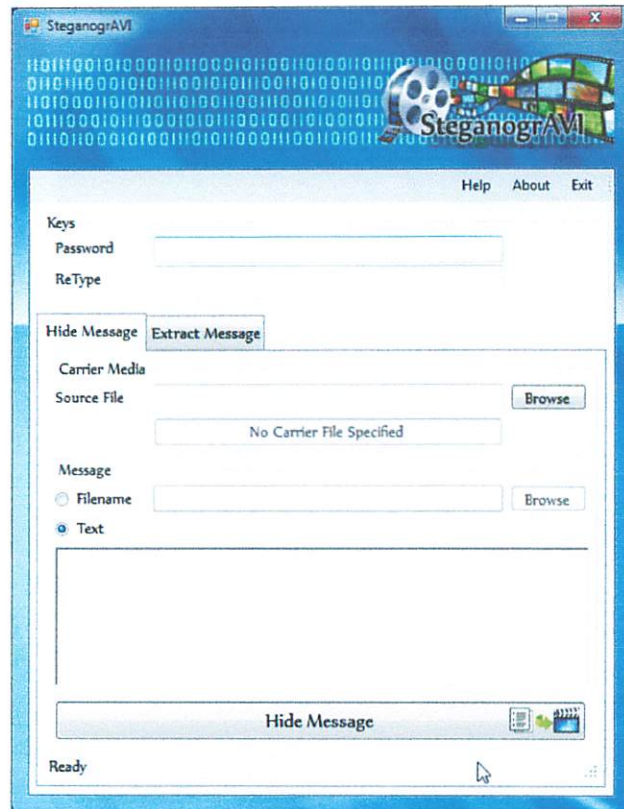 SteganogrAVI
SteganogrAVI
Help About Exit
Keys
Password
ReType
Hide Message Extract Message
Carrier Media
Source File Browse
No Carrier File Specified
Message
Filename Browse
Text
Hide Message
Ready